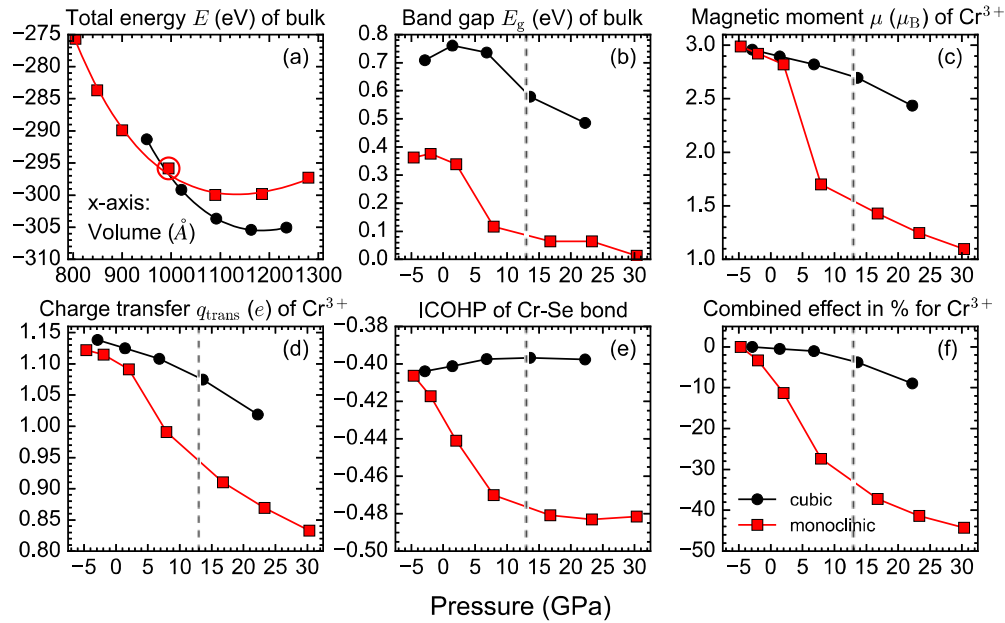 Total energy E (eV) of bulk
−275
−280
−285
−290
−295
−300
−305
−310
800 900 1000 1100 1200 1300
(a)
x-axis:
Volume (Å)
Band gap Eg (eV) of bulk
0.8
0.7
0.6
0.5
0.4
0.3
0.2
0.1
0.0
−5 0 5 10 15 20 25 30
(b)
Magnetic moment μ (μB) of Cr³⁺
3.0
2.5
2.0
1.5
1.0
−5 0 5 10 15 20 25 30
(c)
Charge transfer qtrans (e) of Cr³⁺
1.15
1.10
1.05
1.00
0.95
0.90
0.85
0.80
−5 0 5 10 15 20 25 30
(d)
ICOHP of Cr-Se bond
−0.38
−0.40
−0.42
−0.44
−0.46
−0.48
−0.50
−5 0 5 10 15 20 25 30
(e)
Combined effect in % for Cr³⁺
0
−10
−20
−30
−40
−50
−5 0 5 10 15 20 25 30
(f)
cubic
monoclinic
Pressure (GPa)